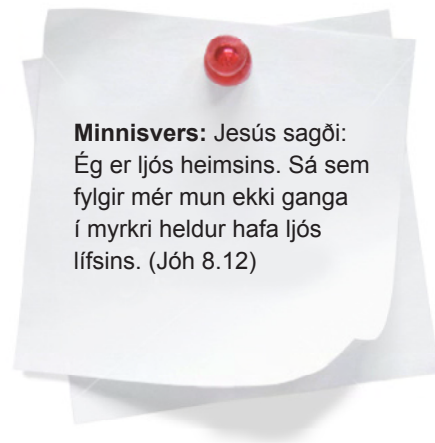 Minnisvers: Jesús sagði:
Ég er ljós heimsins. Sá sem
fylgir mér mun ekki ganga
í myrkri heldur hafa ljós
lífsins. (Jóh 8.12)